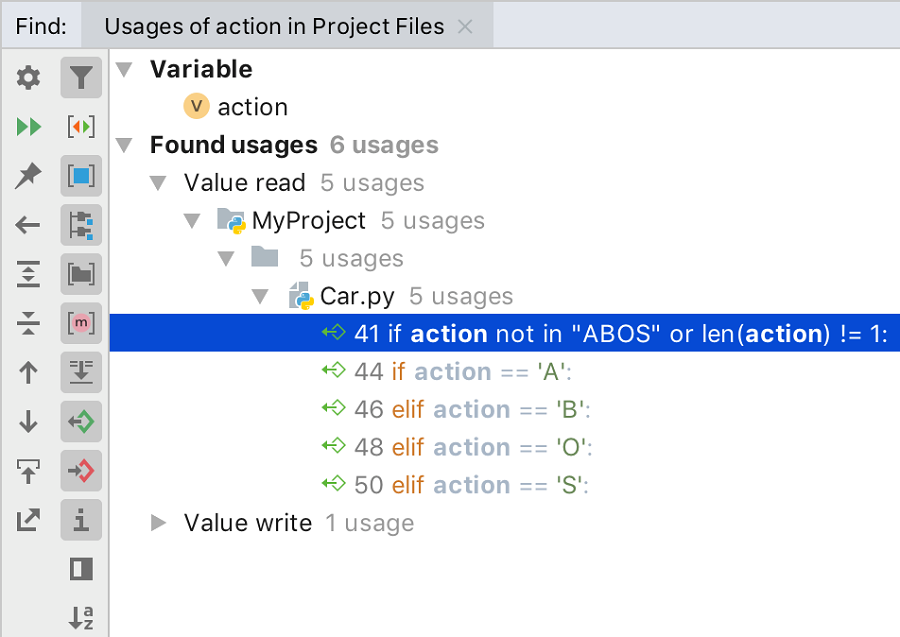 Find: Usages of action in Project Files
Variable
V action
Found usages 6 usages
Value read 5 usages
MyProject 5 usages
5 usages
Car.py 5 usages
41 if action not in "ABOS" or len(action) != 1:
44 if action == 'A':
46 elif action == 'B':
48 elif action == 'O':
50 elif action == 'S':
Value write 1 usage